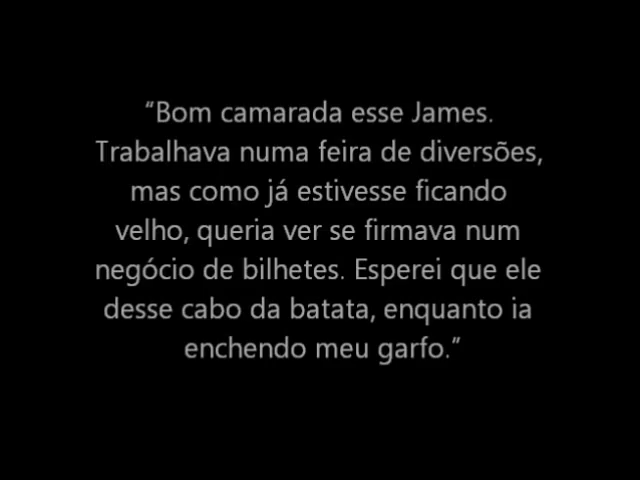 “Bom camarada esse James.
Trabalhava numa feira de diversões,
mas como já estivesse ficando
velho, queria ver se firmava num
negócio de bilhetes. Esperei que ele
desse cabo da batata, enquanto ia
enchendo meu garfo.”